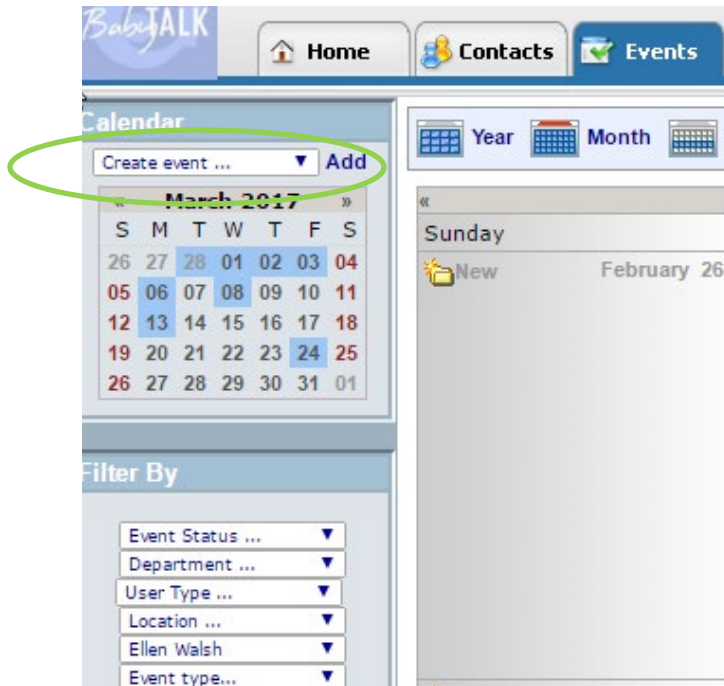 BabyTALK
Home Contacts Events
Calendar
Create event ... Add
Year Month
« March 2017 »
S M T W T F S
26 27 28 01 02 03 04
05 06 07 08 09 10 11
12 13 14 15 16 17 18
19 20 21 22 23 24 25
26 27 28 29 30 31 01
Filter By
Event Status ...
Department ...
User Type ...
Location ...
Ellen Walsh
Event type...
«
Sunday
New February 26